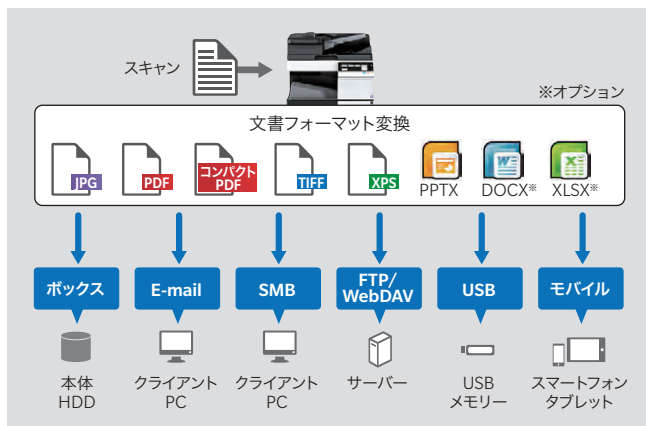 スキャン
※オプション
文書フォーマット変換
JPG
PDF
コンパクト
PDF
TIFF
XPS
PPTX
DOCX※
XLSX※
ボックス
E-mail
SMB
FTP/
WebDAV
USB
モバイル
本体
HDD
クライアント
PC
クライアント
PC
サーバー
USB
メモリー
スマートフォン
タブレット